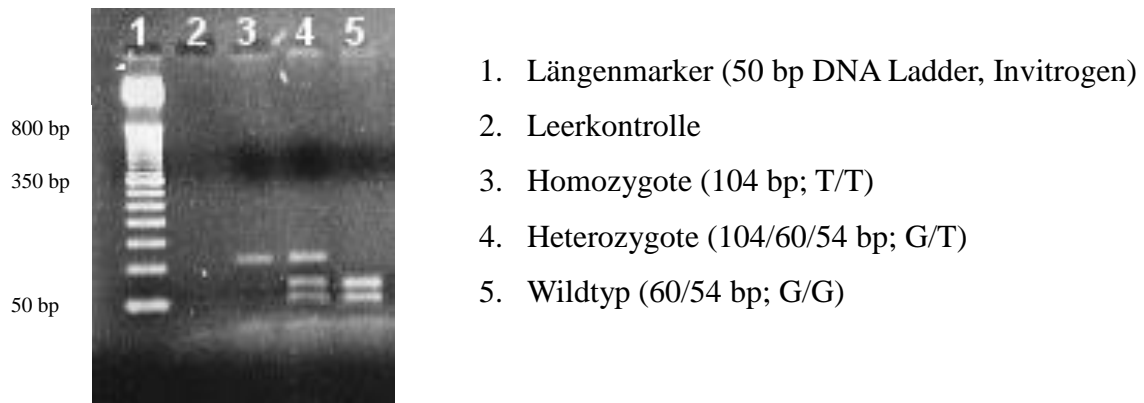 1 2 3 4 5
800 bp
350 bp
50 bp
1. Längenmarker (50 bp DNA Ladder, Invitrogen)
2. Leerkontrolle
3. Homozygote (104 bp; T/T)
4. Heterozygote (104/60/54 bp; G/T)
5. Wildtyp (60/54 bp; G/G)